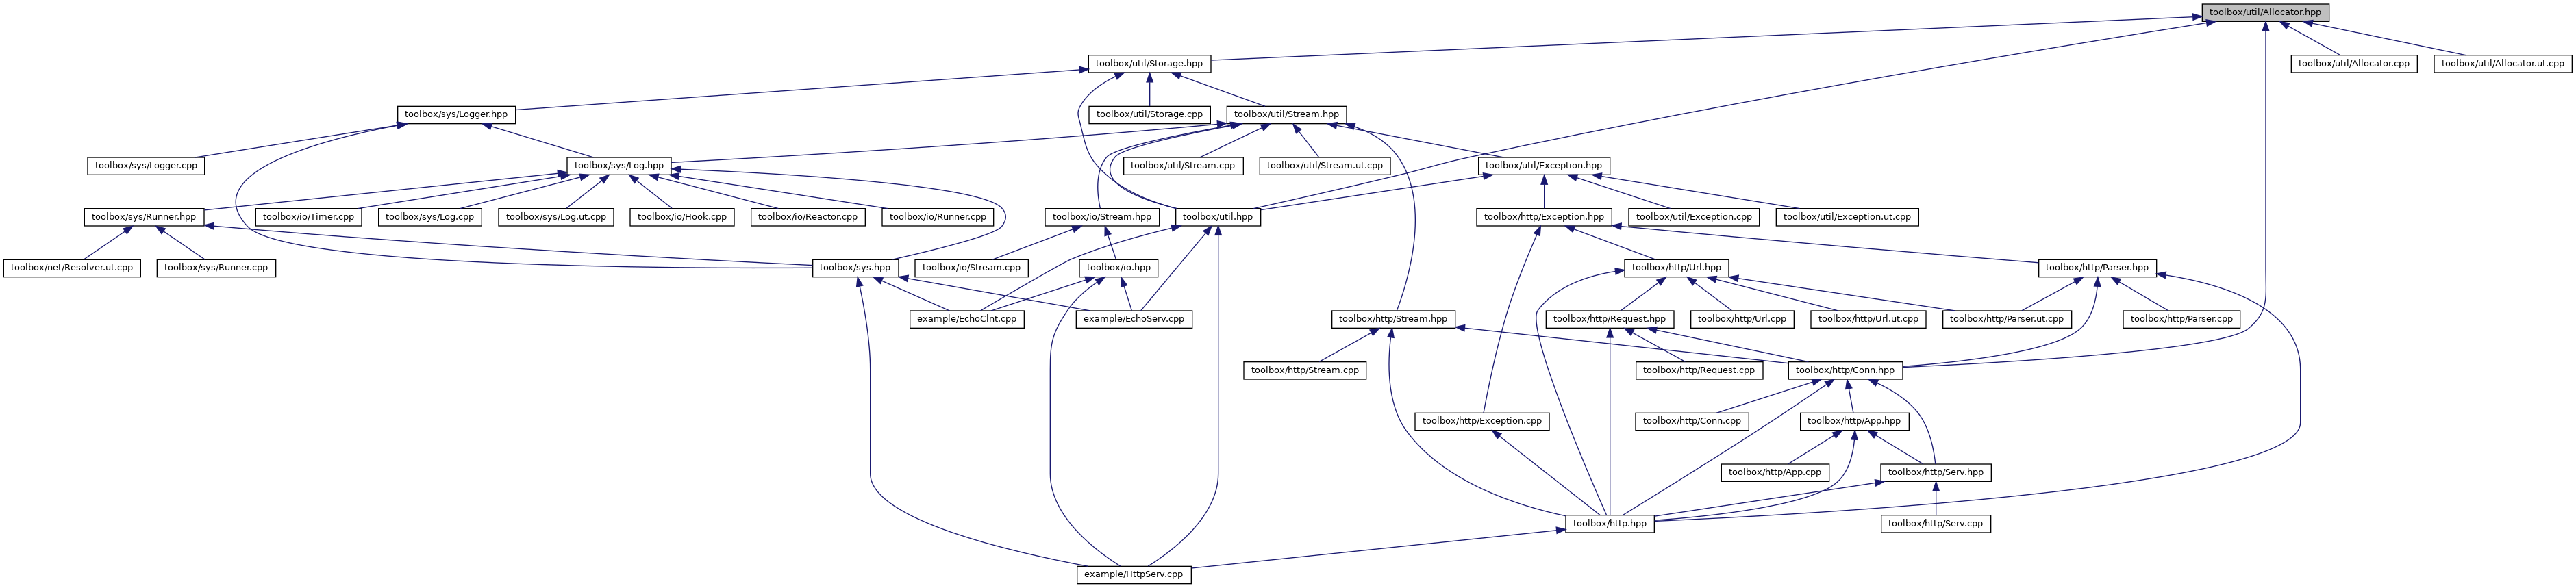 toolbox/util/Allocator.hpp
toolbox/util/Storage.hpp
toolbox/util/Allocator.cpp
toolbox/util/Allocator.ut.cpp
toolbox/sys/Logger.hpp
toolbox/util/Storage.cpp
toolbox/util/Stream.hpp
toolbox/sys/Logger.cpp
toolbox/sys/Log.hpp
toolbox/util/Stream.cpp
toolbox/util/Stream.ut.cpp
toolbox/util/Exception.hpp
toolbox/sys/Runner.hpp
toolbox/io/Timer.cpp
toolbox/sys/Log.cpp
toolbox/sys/Log.ut.cpp
toolbox/io/Hook.cpp
toolbox/io/Reactor.cpp
toolbox/io/Runner.cpp
toolbox/io/Stream.hpp
toolbox/util.hpp
toolbox/http/Exception.hpp
toolbox/util/Exception.cpp
toolbox/util/Exception.ut.cpp
toolbox/net/Resolver.ut.cpp
toolbox/sys/Runner.cpp
toolbox/sys.hpp
toolbox/io/Stream.cpp
toolbox/io.hpp
toolbox/http/Url.hpp
toolbox/http/Parser.hpp
example/EchoClnt.cpp
example/EchoServ.cpp
toolbox/http/Stream.hpp
toolbox/http/Request.hpp
toolbox/http/Url.cpp
toolbox/http/Url.ut.cpp
toolbox/http/Parser.ut.cpp
toolbox/http/Parser.cpp
toolbox/http/Stream.cpp
toolbox/http/Request.cpp
toolbox/http/Conn.hpp
toolbox/http/Exception.cpp
toolbox/http/Conn.cpp
toolbox/http/App.hpp
toolbox/http/App.cpp
toolbox/http/Serv.hpp
toolbox/http.hpp
toolbox/http/Serv.cpp
example/HttpServ.cpp